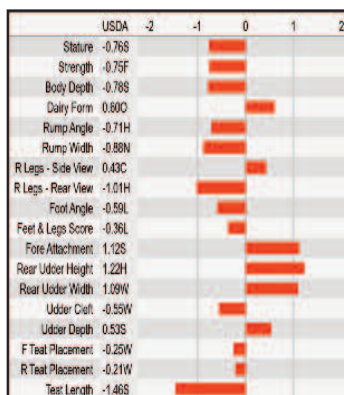 USDA -2 -1 0 1 2
Stature -0.76S
Strength -0.75F
Body Depth -0.78S
Dairy Form 0.60O
Rump Angle -0.71H
Rump Width -0.88N
R Legs - Side View 0.43C
R Legs - Rear View -1.01H
Foot Angle -0.59L
Feet & Legs Score -0.36L
Fore Attachment 1.12S
Rear Udder Height 1.22H
Rear Udder Width 1.09W
Udder Cleft -0.55W
Udder Depth 0.53S
F Teat Placement -0.25W
R Teat Placement -0.21W
Teat Length -1.46S